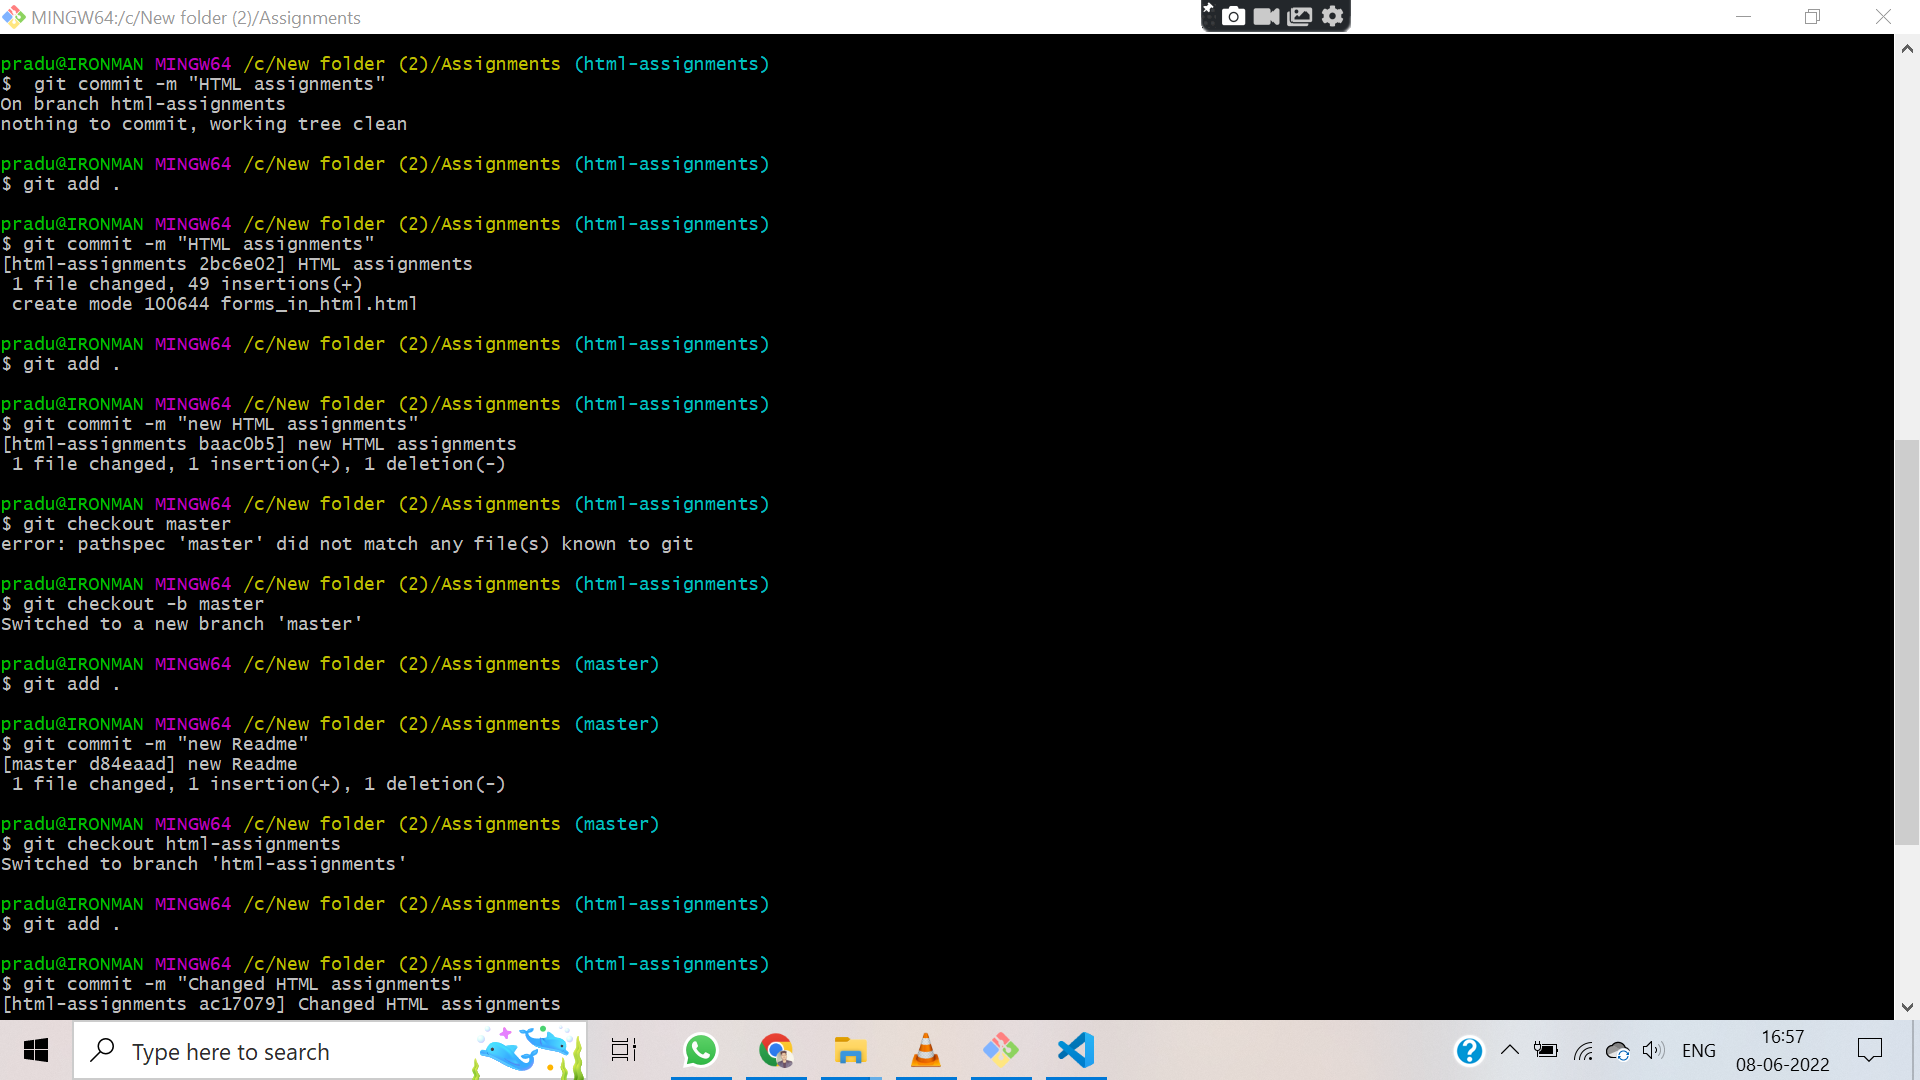 MINGW64:/c/New folder (2)/Assignments
pradu@IRONMAN MINGW64 /c/New folder (2)/Assignments (html-assignments)
$  git commit -m "HTML assignments"
On branch html-assignments
nothing to commit, working tree clean
pradu@IRONMAN MINGW64 /c/New folder (2)/Assignments (html-assignments)
$ git add .
pradu@IRONMAN MINGW64 /c/New folder (2)/Assignments (html-assignments)
$ git commit -m "HTML assignments"
[html-assignments 2bc6e02] HTML assignments
 1 file changed, 49 insertions(+)
 create mode 100644 forms_in_html.html
pradu@IRONMAN MINGW64 /c/New folder (2)/Assignments (html-assignments)
$ git add .
pradu@IRONMAN MINGW64 /c/New folder (2)/Assignments (html-assignments)
$ git commit -m "new HTML assignments"
[html-assignments baac0b5] new HTML assignments
 1 file changed, 1 insertion(+), 1 deletion(-)
pradu@IRONMAN MINGW64 /c/New folder (2)/Assignments (html-assignments)
$ git checkout master
error: pathspec 'master' did not match any file(s) known to git
pradu@IRONMAN MINGW64 /c/New folder (2)/Assignments (html-assignments)
$ git checkout -b master
Switched to a new branch 'master'
pradu@IRONMAN MINGW64 /c/New folder (2)/Assignments (master)
$ git add .
pradu@IRONMAN MINGW64 /c/New folder (2)/Assignments (master)
$ git commit -m "new Readme"
[master d84eaad] new Readme
 1 file changed, 1 insertion(+), 1 deletion(-)
pradu@IRONMAN MINGW64 /c/New folder (2)/Assignments (master)
$ git checkout html-assignments
Switched to branch 'html-assignments'
pradu@IRONMAN MINGW64 /c/New folder (2)/Assignments (html-assignments)
$ git add .
pradu@IRONMAN MINGW64 /c/New folder (2)/Assignments (html-assignments)
$ git commit -m "Changed HTML assignments"
[html-assignments ac17079] Changed HTML assignments
Type here to search
ENG
16:57
08-06-2022